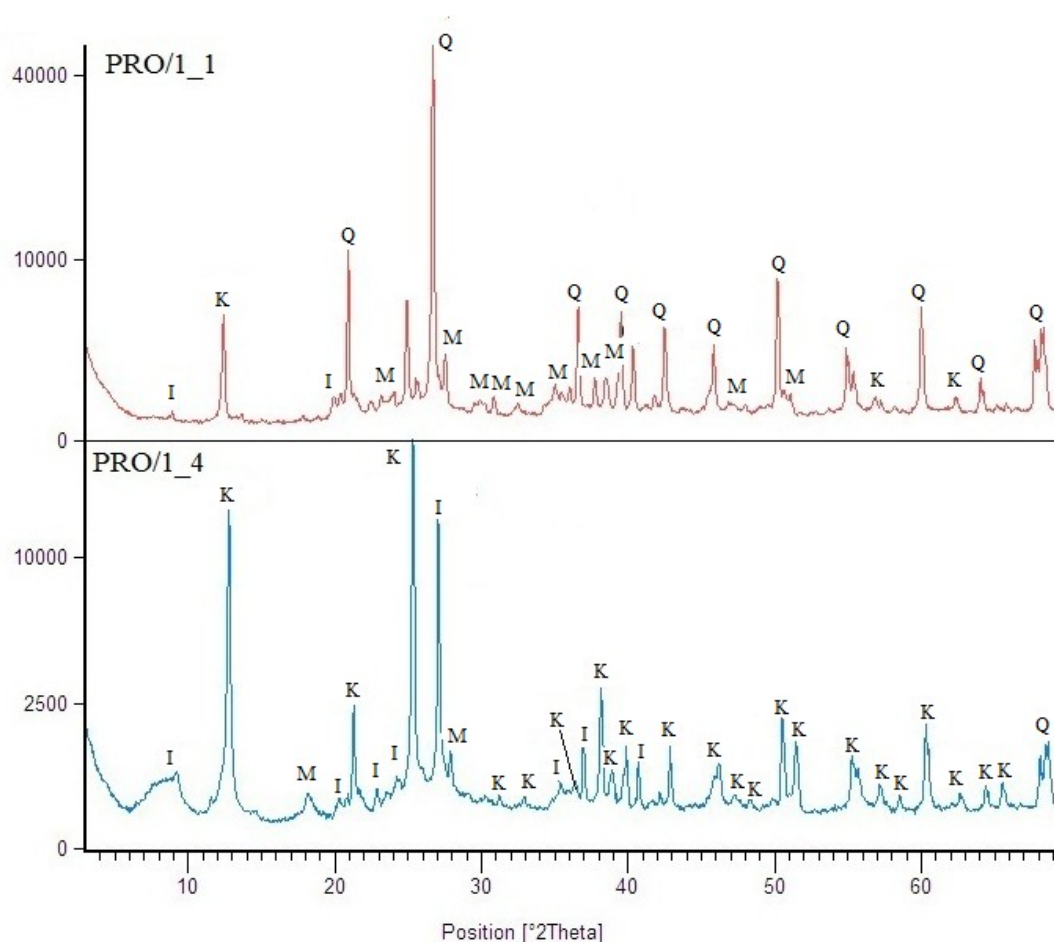 PRO/1_1
40000
10000
0
I K I Q M Q M M M M M Q M M Q Q Q M Q M Q K Q K Q Q
PRO/1_4
10000
2500
0
I K M I K I I K I M K K I K I K K K I K K K K K K K K K K K K K Q
10 20 30 40 50 60
Position [°2Theta]